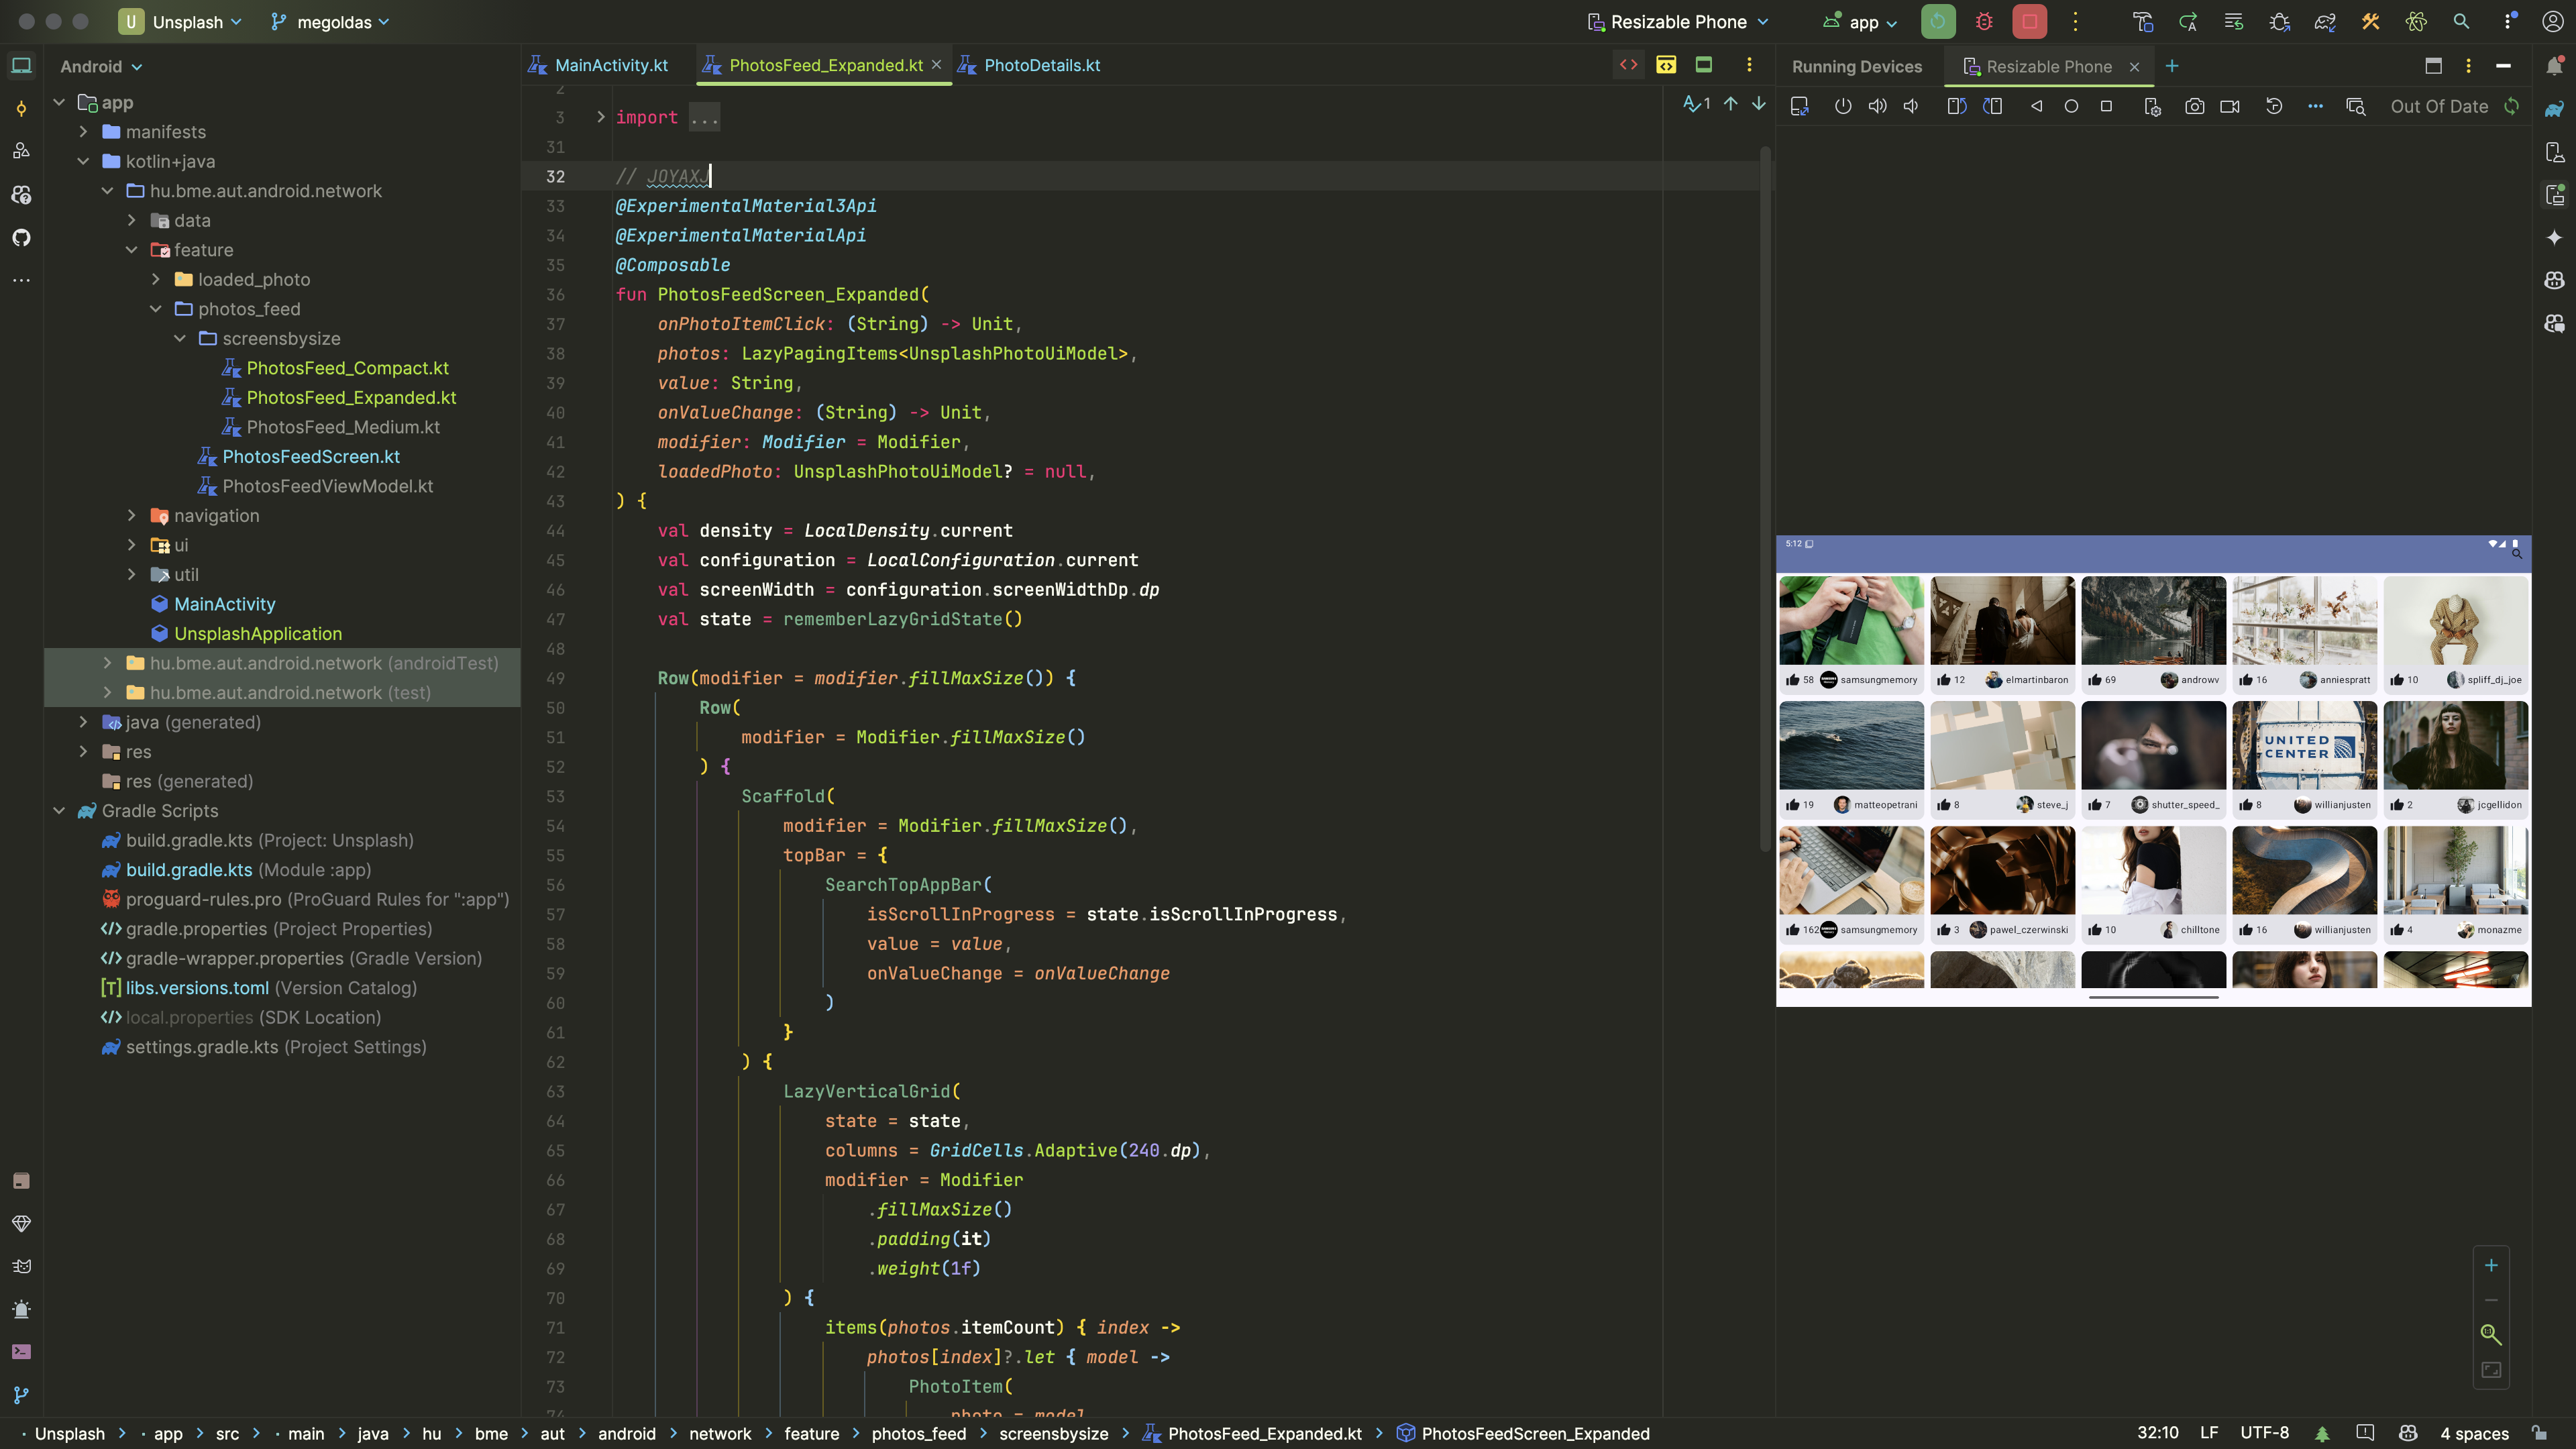 U Unsplash megoldas Resizable Phone app
Android
app
manifests
kotlin+java
hu.bme.aut.android.network
data
feature
loaded_photo
photos_feed
screensbysize
PhotosFeed_Compact.kt
PhotosFeed_Expanded.kt
PhotosFeed_Medium.kt
PhotosFeedScreen.kt
PhotosFeedViewModel.kt
navigation
ui
util
MainActivity
UnsplashApplication
hu.bme.aut.android.network (androidTest)
hu.bme.aut.android.network (test)
java (generated)
res
res (generated)
Gradle Scripts
build.gradle.kts (Project: Unsplash)
build.gradle.kts (Module :app)
proguard-rules.pro (ProGuard Rules for ":app")
gradle.properties (Project Properties)
gradle-wrapper.properties (Gradle Version)
libs.versions.toml (Version Catalog)
local.properties (SDK Location)
settings.gradle.kts (Project Settings)
MainActivity.kt PhotosFeed_Expanded.kt PhotoDetails.kt
1
2
3 import ...
31
32 // JOYAXJ
33 @ExperimentalMaterial3Api
34 @ExperimentalMaterialApi
35 @Composable
36 fun PhotosFeedScreen_Expanded(
37 onPhotoItemClick: (String) -> Unit,
38 photos: LazyPagingItems<UnsplashPhotoUiModel>,
39 value: String,
40 onValueChange: (String) -> Unit,
41 modifier: Modifier = Modifier,
42 loadedPhoto: UnsplashPhotoUiModel? = null,
43 ) {
44 val density = LocalDensity.current
45 val configuration = LocalConfiguration.current
46 val screenWidth = configuration.screenWidthDp.dp
47 val state = rememberLazyGridState()
48
49 Row(modifier = modifier.fillMaxSize()) {
50 Row(
51 modifier = Modifier.fillMaxSize()
52 ) {
53 Scaffold(
54 modifier = Modifier.fillMaxSize(),
55 topBar = {
56 SearchTopAppBar(
57 isScrollInProgress = state.isScrollInProgress,
58 value = value,
59 onValueChange = onValueChange
60 )
61 }
62 ) {
63 LazyVerticalGrid(
64 state = state,
65 columns = GridCells.Adaptive(240.dp),
66 modifier = Modifier
67 .fillMaxSize()
68 .padding(it)
69 .weight(1f)
70 ) {
71 items(photos.itemCount) { index ->
72 photos[index]?.let { model ->
73 PhotoItem(
74 photo = model
Running Devices Resizable Phone
Out Of Date
5:12
58 samsungmemory 12 elmartinbaron 69 androwv 16 anniespratt 10 spliff_dj_joe
UNITED
CENTER
19 matteopetrani 8 steve_j 7 shutter_speed_ 8 willianjusten 2 jcgellidon
162 samsungmemory 3 pawel_czerwinski 10 chilltone 16 willianjusten 4 monazme
1:1
Unsplash > app > src > main > java > hu > bme > aut > android > network > feature > photos_feed > screensbysize > PhotosFeed_Expanded.kt > PhotosFeedScreen_Expanded 32:10 LF UTF-8 4 spaces